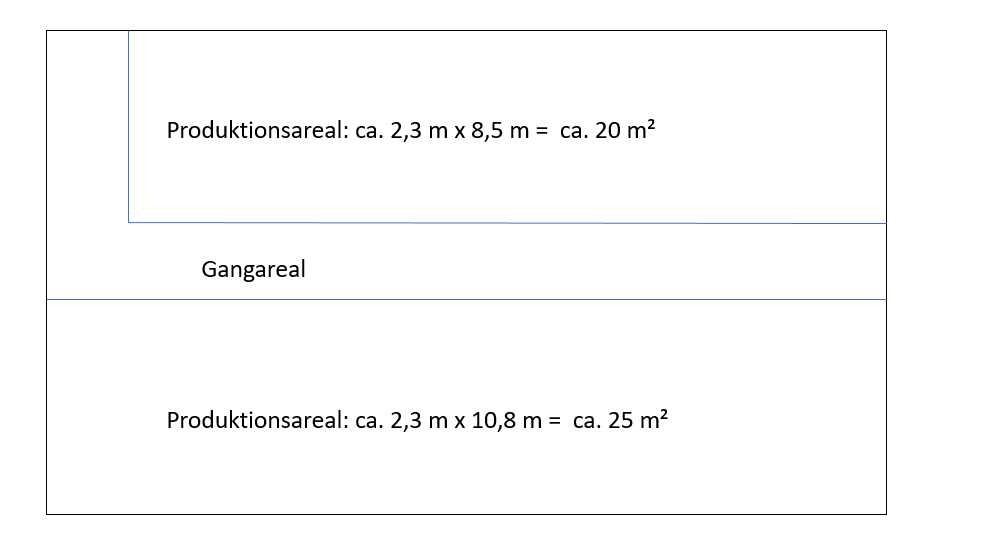 Produktionsareal: ca. 2,3 m x 8,5 m =  ca. 20 m²
Gangareal
Produktionsareal: ca. 2,3 m x 10,8 m =  ca. 25 m²